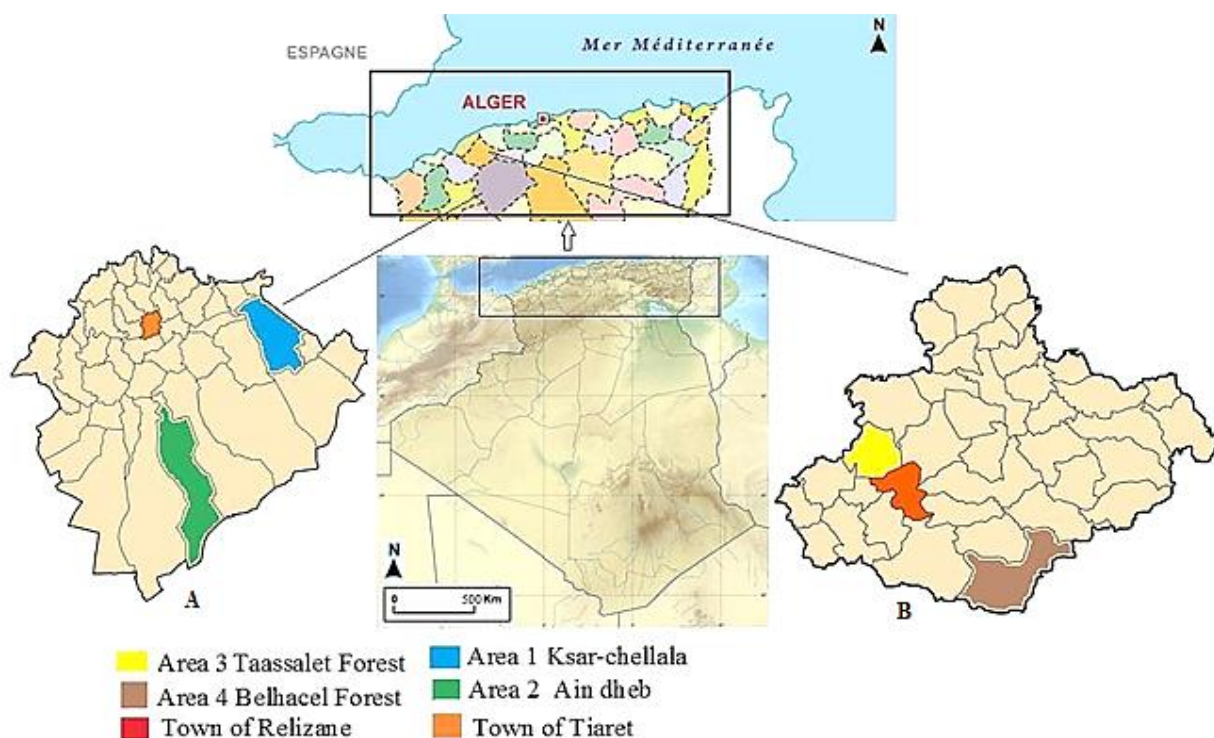 N
ESPAGNE
Mer Méditerranée
ALGER
N
0 500 Km
A
B
Area 3 Taassalet Forest
Area 1 Ksar-chellala
Area 4 Belhacel Forest
Area 2 Ain dheb
Town of Relizane
Town of Tiaret